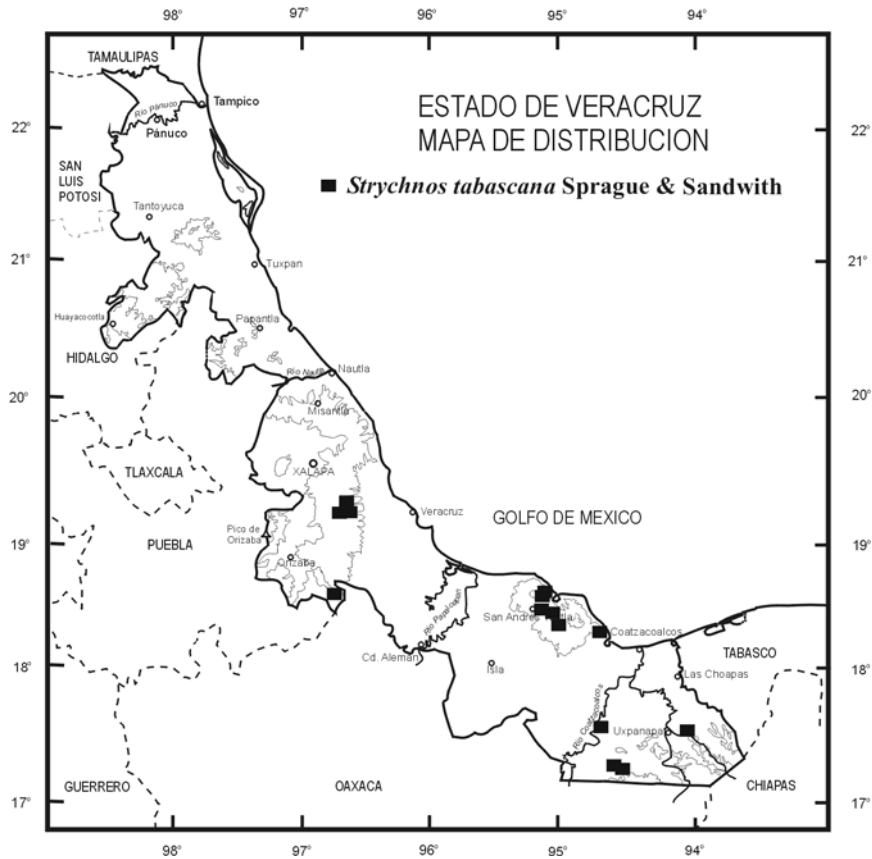 98° 97° 96° 95° 94°
TAMAULIPAS
Tampico
Río Pánuco
Pánuco
ESTADO DE VERACRUZ
MAPA DE DISTRIBUCION
22° 22°
Strychnos tabascana Sprague & Sandwith
SAN
LUIS
POTOSI
Tantoyuca
21° 21°
Tuxpan
Huayacocotla
Papantla
HIDALGO
Río Nautla
Nautla
20° 20°
Misantla
XALAPA
TLAXCALA
Veracruz
GOLFO DE MEXICO
Pico de
Orizaba
PUEBLA
19° 19°
Orizaba
San Andrés
Río Papaloapan
Coatzacoalcos
Cd. Alemán
TABASCO
18° 18°
Isla
Las Choapas
Río Coatzacoalcos
Uxpanapa
GUERRERO
OAXACA
CHIAPAS
17° 17°
98° 97° 96° 95° 94°